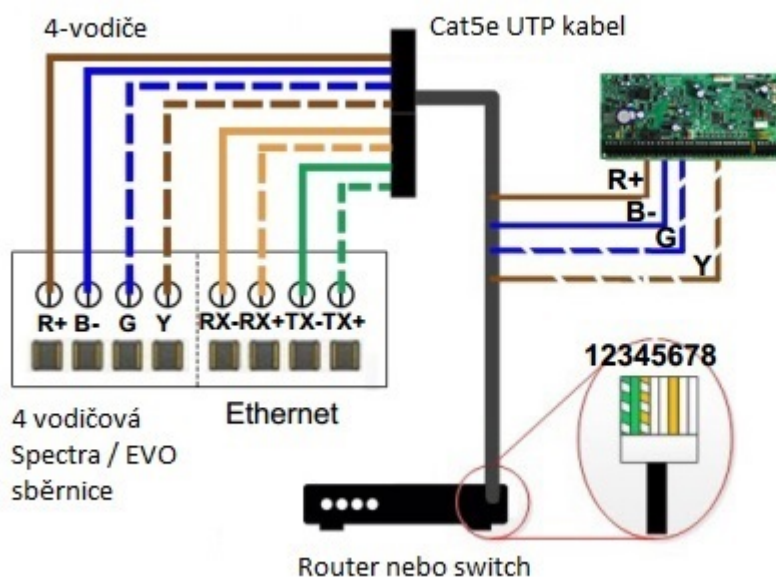 4-vodiče
Cat5e UTP kabel
R+
B-
G
Y
R+ B- G Y RX- RX+ TX- TX+
Ethernet
4 vodičová
Spectra / EVO
sběrnice
12345678
Router nebo switch